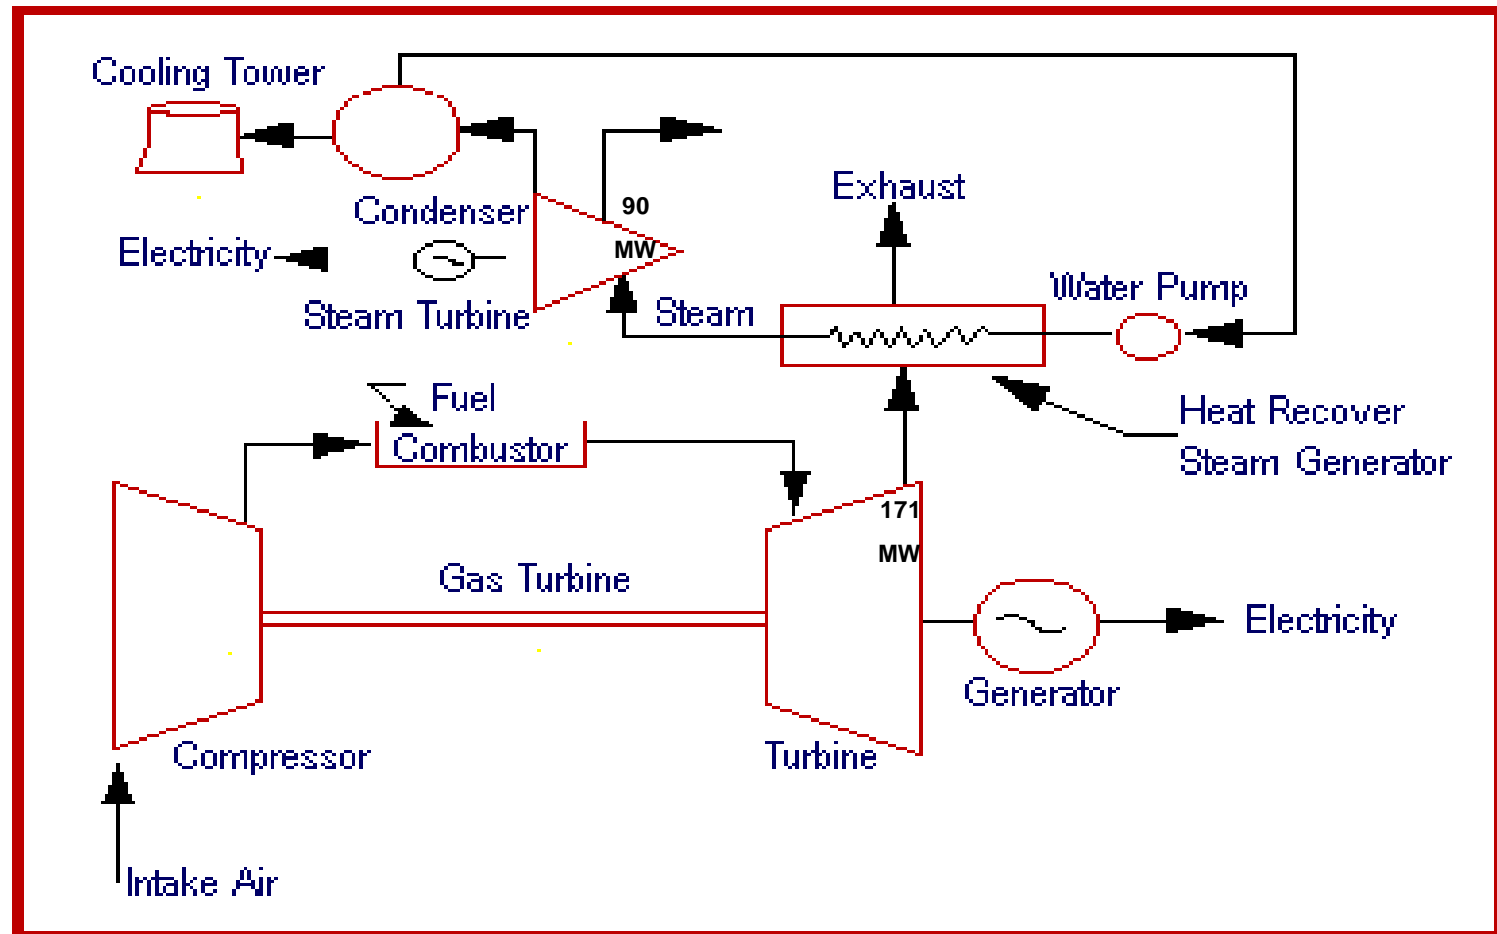 Cooling Tower
Exhaust
Condenser
90
MW
Electricity
Water Pump
Steam Turbine
Steam
Fuel
Combustor
Heat Recover
Steam Generator
171
MW
Gas Turbine
Electricity
Generator
Compressor
Turbine
Intake Air